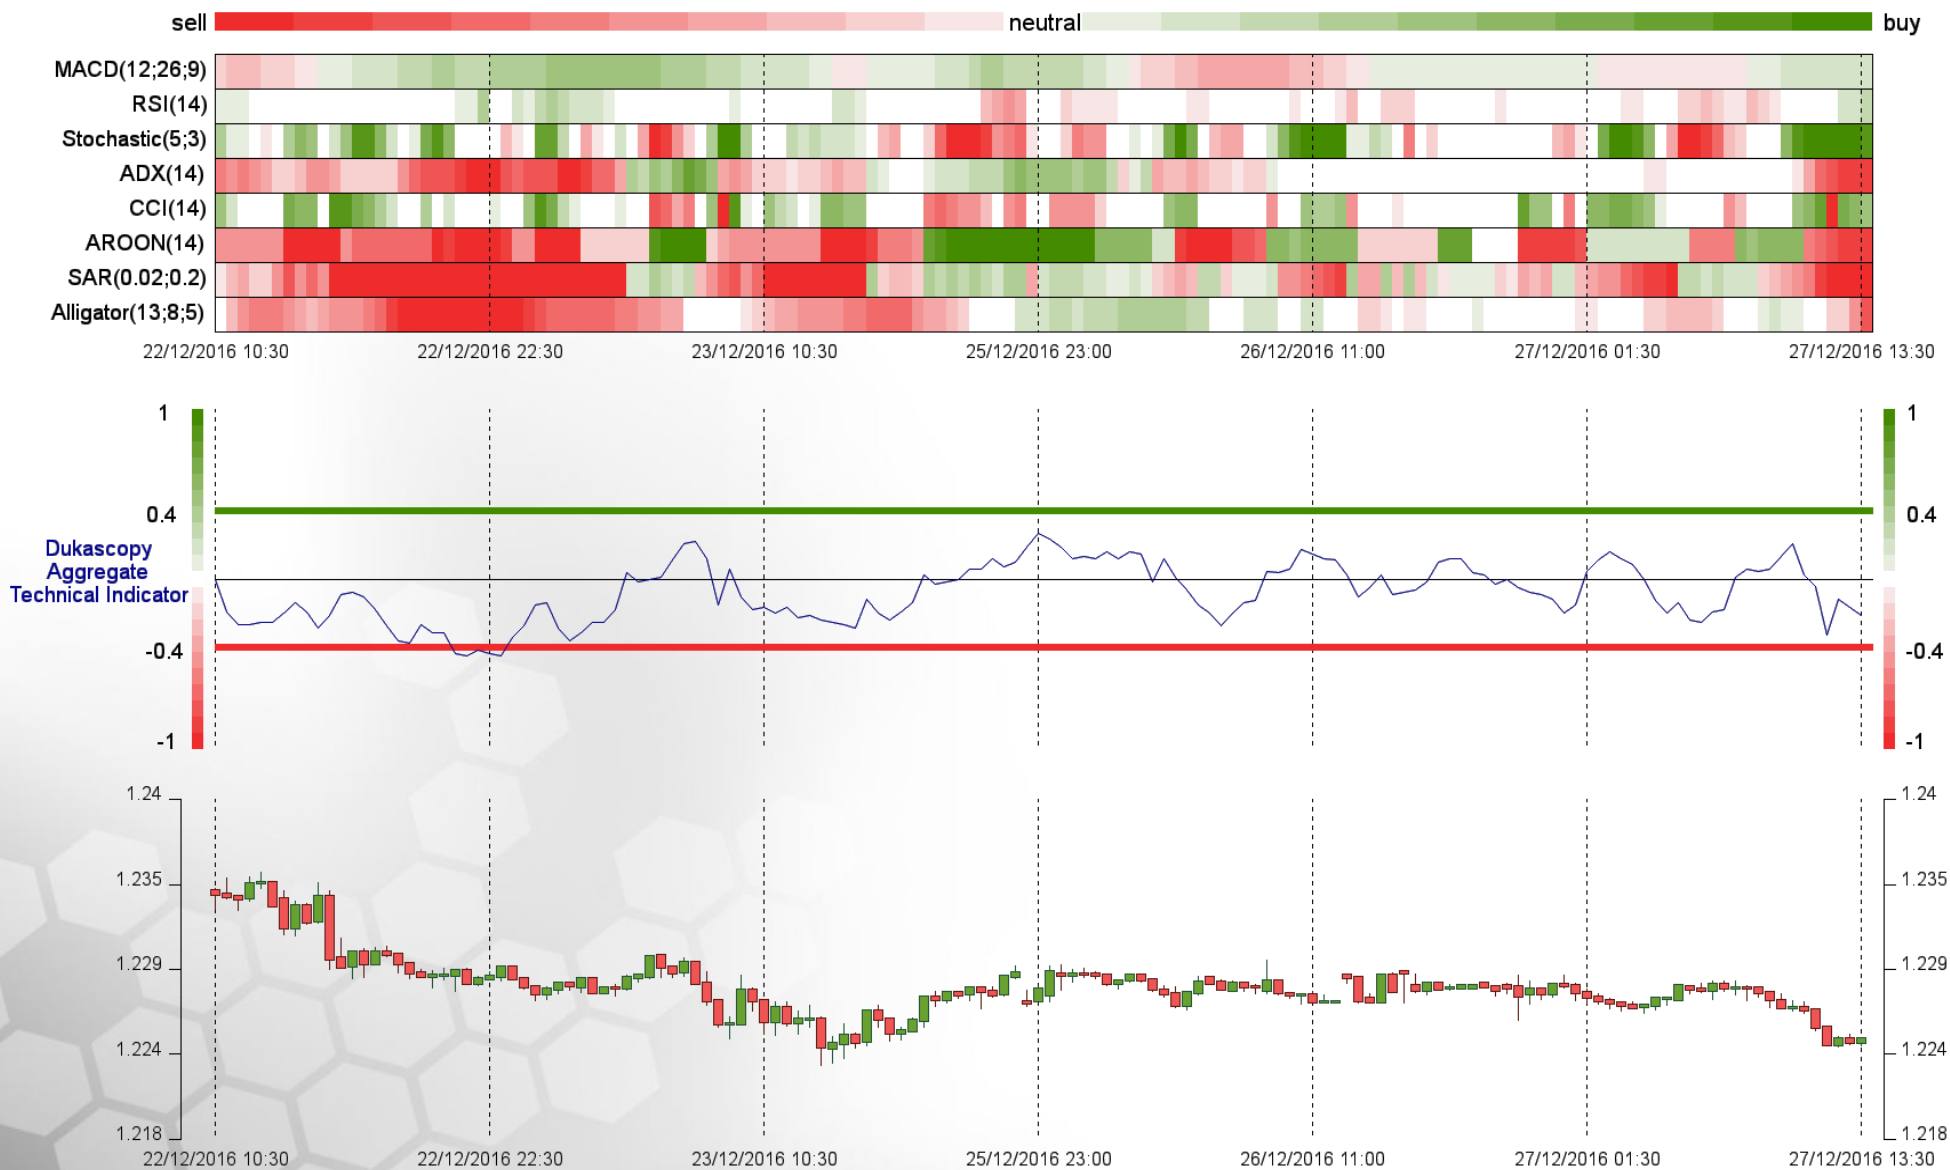 sell neutral buy
MACD(12;26;9)
RSI(14)
Stochastic(5;3)
ADX(14)
CCI(14)
AROON(14)
SAR(0.02;0.2)
Alligator(13;8;5)
22/12/2016 10:30 22/12/2016 22:30 23/12/2016 10:30 25/12/2016 23:00 26/12/2016 11:00 27/12/2016 01:30 27/12/2016 13:30
1 1
0.4 0.4
Dukascopy
Aggregate
Technical Indicator
-0.4 -0.4
-1 -1
1.24 1.24
1.235 1.235
1.229 1.229
1.224 1.224
1.218 1.218
22/12/2016 10:30 22/12/2016 22:30 23/12/2016 10:30 25/12/2016 23:00 26/12/2016 11:00 27/12/2016 01:30 27/12/2016 13:30